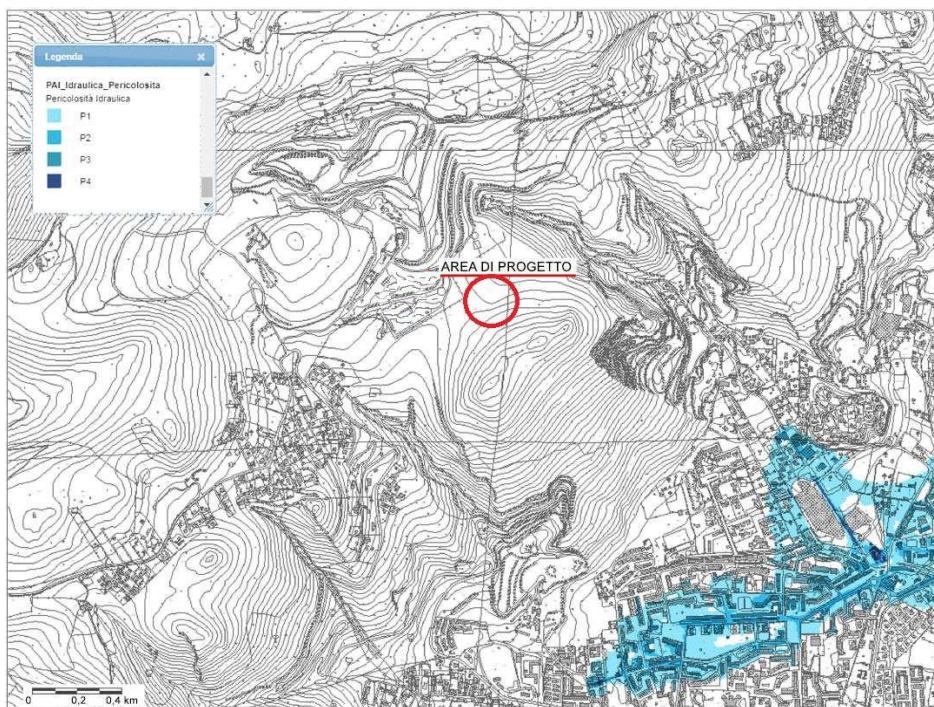 Legenda
PAI_Idraulica_Pericolosita
Pericolosità Idraulica
P1
P2
P3
P4
AREA DI PROGETTO
0 0,2 0,4 km